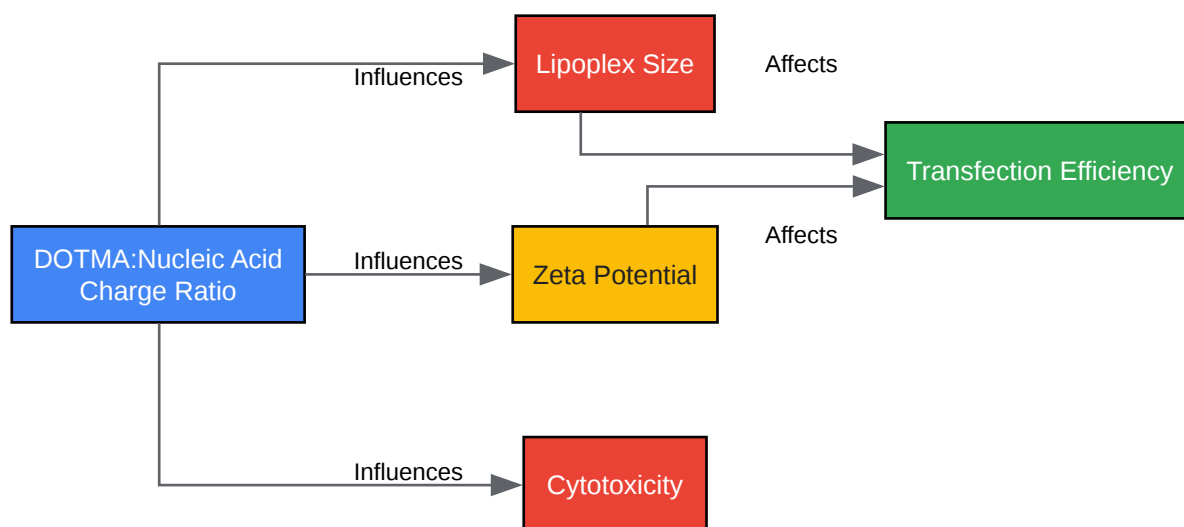 Lipoplex Size
Affects
Influences
Transfection Efficiency
DOTMA:Nucleic Acid
Charge Ratio
Influences
Zeta Potential
Affects
Influences
Cytotoxicity